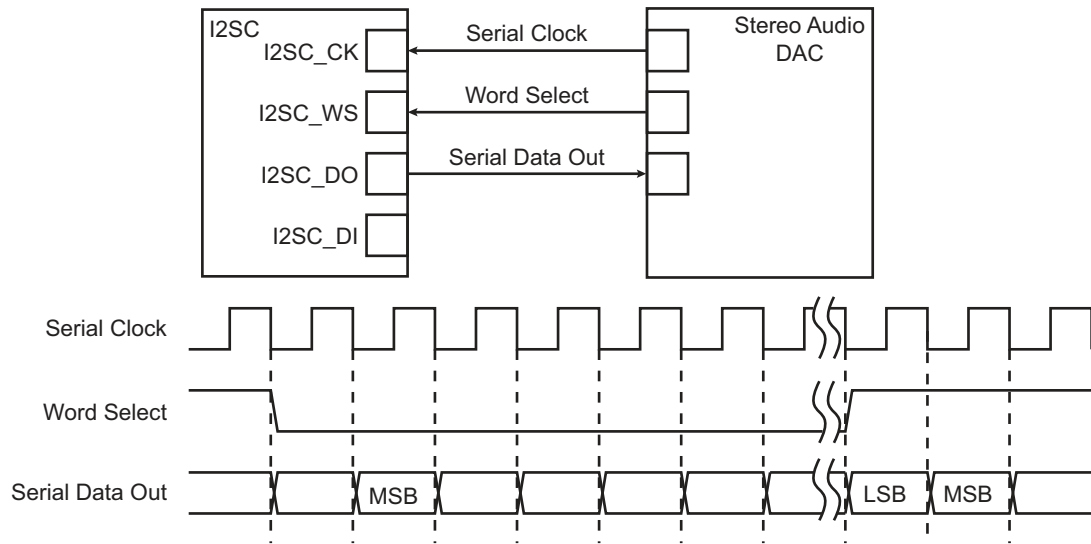 I2SC
I2SC_CK
I2SC_WS
I2SC_DO
I2SC_DI
Serial Clock
Word Select
Serial Data Out
Stereo Audio
DAC
Serial Clock
Word Select
Serial Data Out
MSB
LSB
MSB